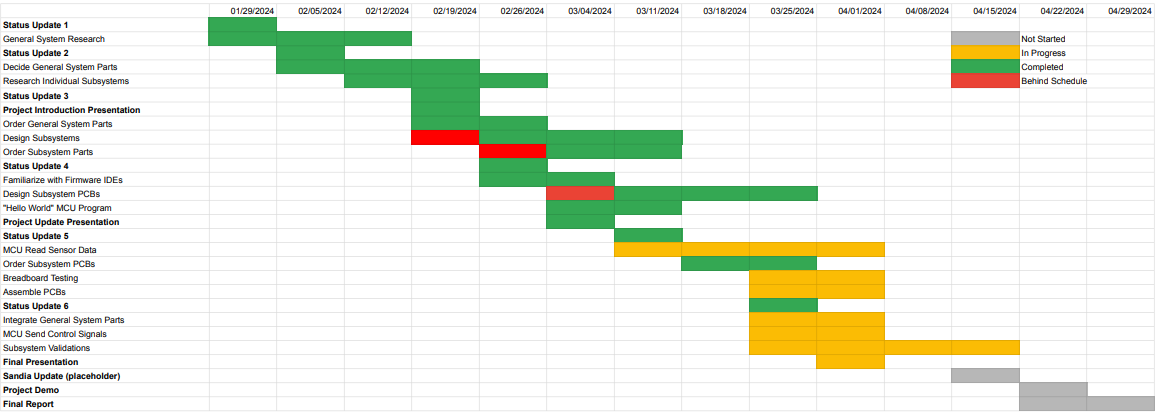 01/29/2024 02/05/2024 02/12/2024 02/19/2024 02/26/2024 03/04/2024 03/11/2024 03/18/2024 03/25/2024 04/01/2024 04/08/2024 04/15/2024 04/22/2024 04/29/2024
Status Update 1
General System Research Not Started
Status Update 2 In Progress
Decide General System Parts Completed
Research Individual Subsystems Behind Schedule
Status Update 3
Project Introduction Presentation
Order General System Parts
Design Subsystems
Order Subsystem Parts
Status Update 4
Familiarize with Firmware IDEs
Design Subsystem PCBs
"Hello World" MCU Program
Project Update Presentation
Status Update 5
MCU Read Sensor Data
Order Subsystem PCBs
Breadboard Testing
Assemble PCBs
Status Update 6
Integrate General System Parts
MCU Send Control Signals
Subsystem Validations
Final Presentation
Sandia Update (placeholder)
Project Demo
Final Report